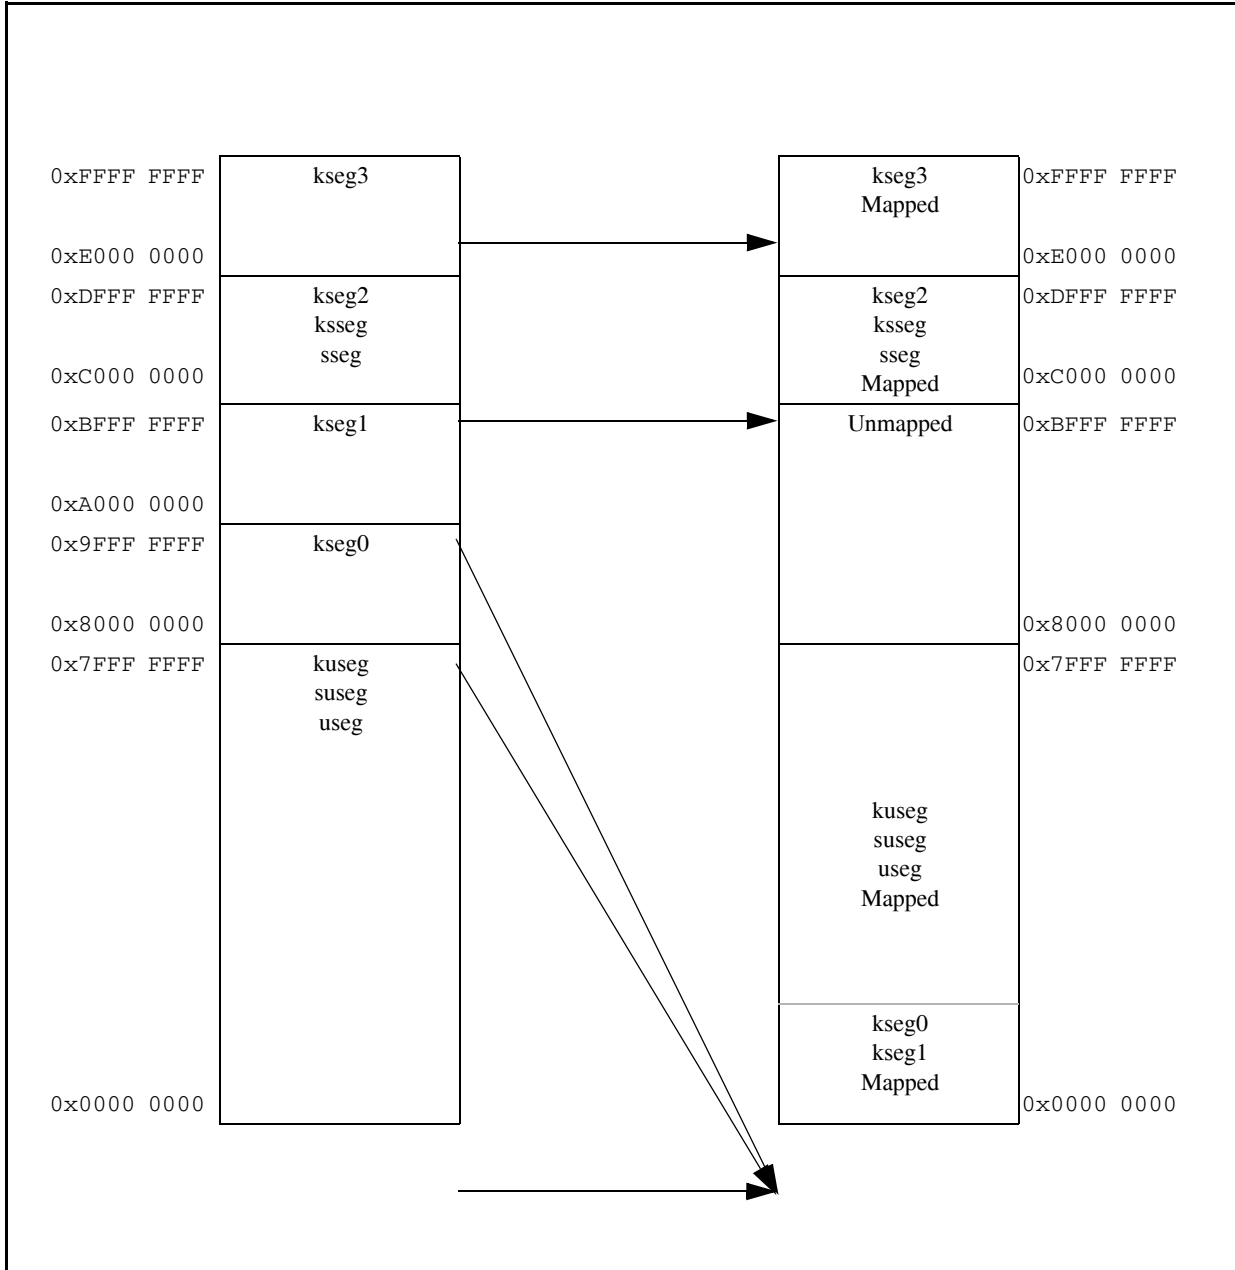 0xFFFF FFFF
kseg3
0xE000 0000
0xDFFF FFFF
kseg2
ksseg
sseg
0xC000 0000
0xBFFF FFFF
kseg1
0xA000 0000
0x9FFF FFFF
kseg0
0x8000 0000
0x7FFF FFFF
kuseg
suseg
useg
0x0000 0000
kseg3
Mapped
0xFFFF FFFF
0xE000 0000
kseg2
ksseg
sseg
Mapped
0xDFFF FFFF
0xC000 0000
Unmapped
0xBFFF FFFF
0x8000 0000
0x7FFF FFFF
kuseg
suseg
useg
Mapped
kseg0
kseg1
Mapped
0x0000 0000